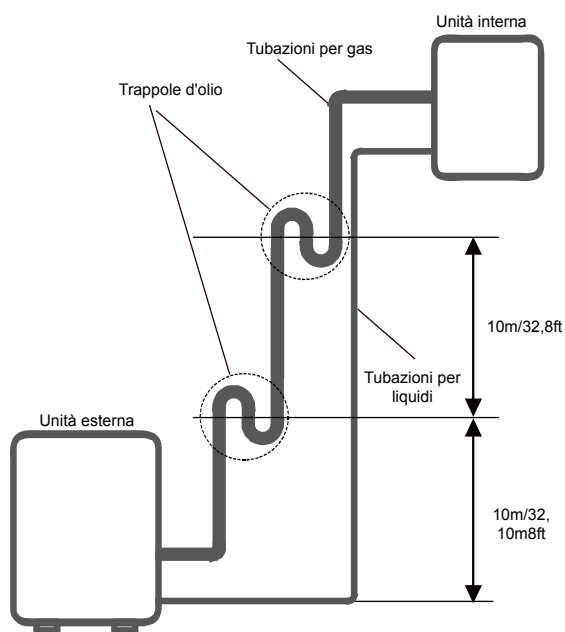 Unità interna
Tubazioni per gas
Trappole d'olio
10m/32,8ft
Tubazioni per
liquidi
Unità esterna
10m/32,
10m8ft